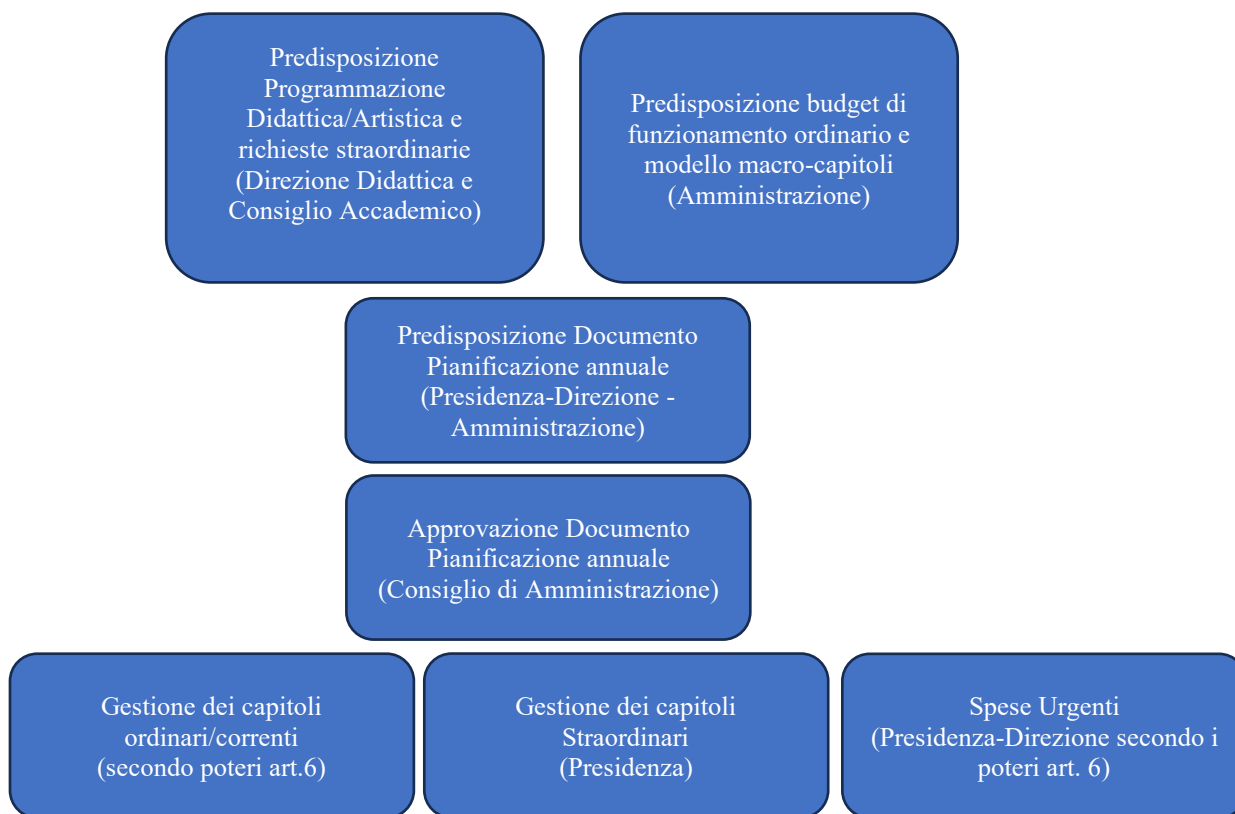 Predisposizione
Programmazione
Didattica/Artistica e
richieste straordinarie
(Direzione Didattica e
Consiglio Accademico)
Predisposizione budget di
funzionamento ordinario e
modello macro-capitoli
(Amministrazione)
Predisposizione Documento
Pianificazione annuale
(Presidenza-Direzione -
Amministrazione)
Approvazione Documento
Pianificazione annuale
(Consiglio di Amministrazione)
Gestione dei capitoli
ordinari/correnti
(secondo poteri art.6)
Gestione dei capitoli
Straordinari
(Presidenza)
Spese Urgenti
(Presidenza-Direzione secondo i
poteri art. 6)